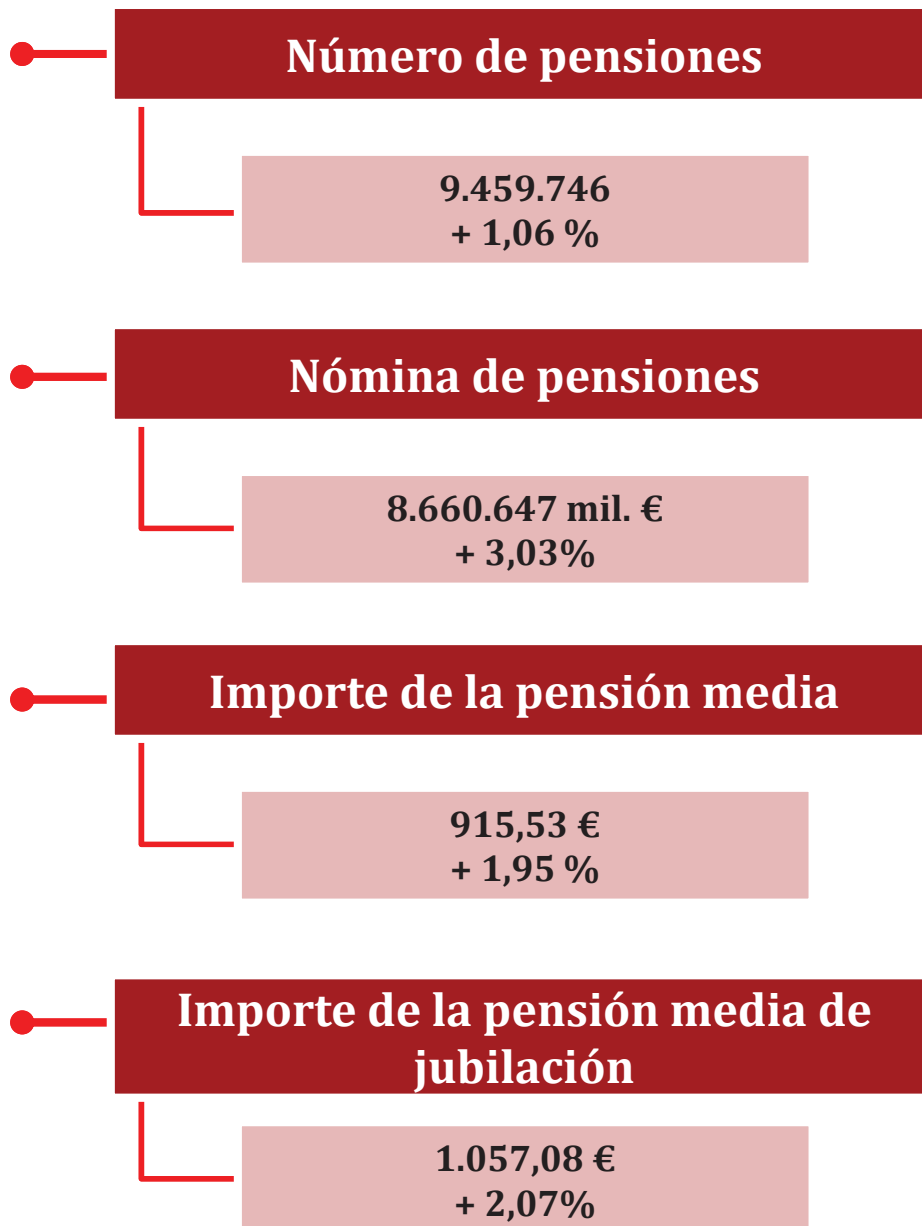 Número de pensiones
9.459.746
+ 1,06 %
Nómina de pensiones
8.660.647 mil. €
+ 3,03%
Importe de la pensión media
915,53 €
+ 1,95 %
Importe de la pensión media de
jubilación
1.057,08 €
+ 2,07%